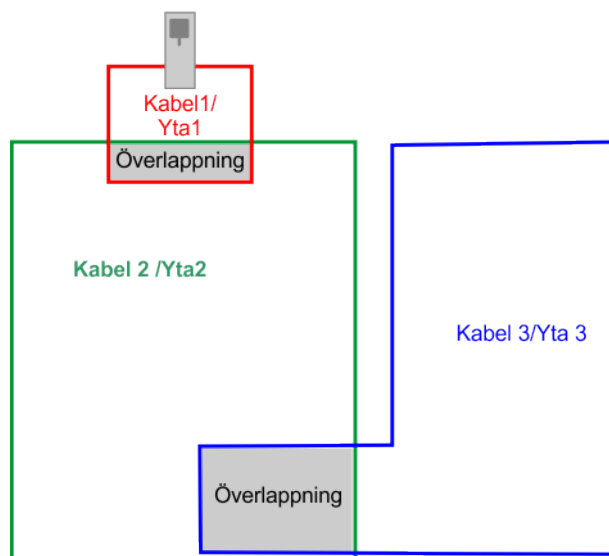 Kabel1/
Yta1
Överlappning
Kabel 2 /Yta2
Kabel 3/Yta 3
Överlappning